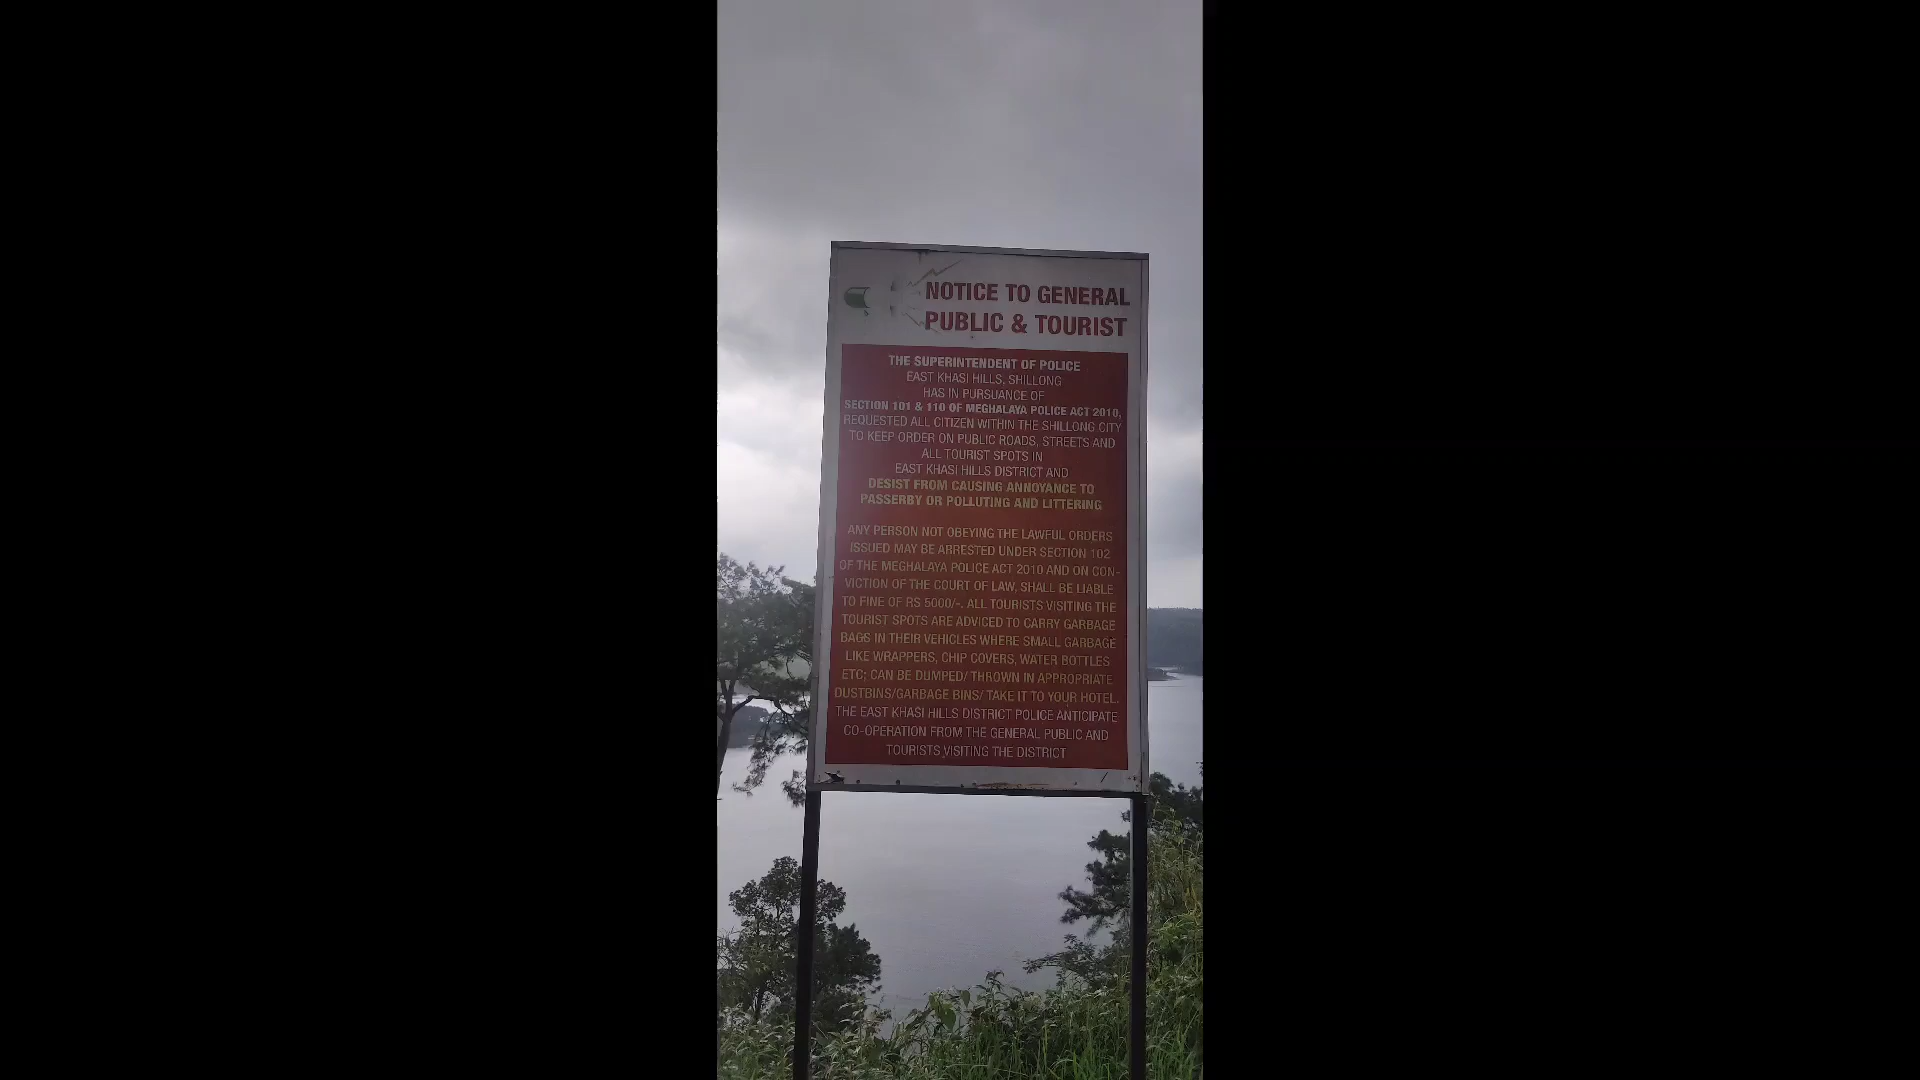 NOTICE TO GENERAL
PUBLIC & TOURIST
THE SUPERINTENDENT OF POLICE
EAST KHASI HILLS, SHILLONG
HAS IN PURSUANCE OF
SECTION 101 & 110 OF MEGHALAYA POLICE ACT 2010,
REQUESTED ALL CITIZEN WITHIN THE SHILLONG CITY
TO KEEP ORDER ON PUBLIC ROADS, STREETS AND
ALL TOURIST SPOTS IN
EAST KHASI HILLS DISTRICT AND
DESIST FROM CAUSING ANNOYANCE TO
PASSERBY OR POLLUTING AND LITTERING
ANY PERSON NOT OBEYING THE LAWFUL ORDERS
ISSUED MAY BE ARRESTED UNDER SECTION 102
OF THE MEGHALAYA POLICE ACT 2010 AND ON CON-
VICTION OF THE COURT OF LAW, SHALL BE LIABLE
TO FINE OF RS 5000/-. ALL TOURISTS VISITING THE
TOURIST SPOTS ARE ADVICED TO CARRY GARBAGE
BAGS IN THEIR VEHICLES WHERE SMALL GARBAGE
LIKE WRAPPERS, CHIP COVERS, WATER BOTTLES
ETC; CAN BE DUMPED/ THROWN IN APPROPRIATE
DUSTBINS/GARBAGE BINS/ TAKE IT TO YOUR HOTEL.
THE EAST KHASI HILLS DISTRICT POLICE ANTICIPATE
CO-OPERATION FROM THE GENERAL PUBLIC AND
TOURISTS VISITING THE DISTRICT